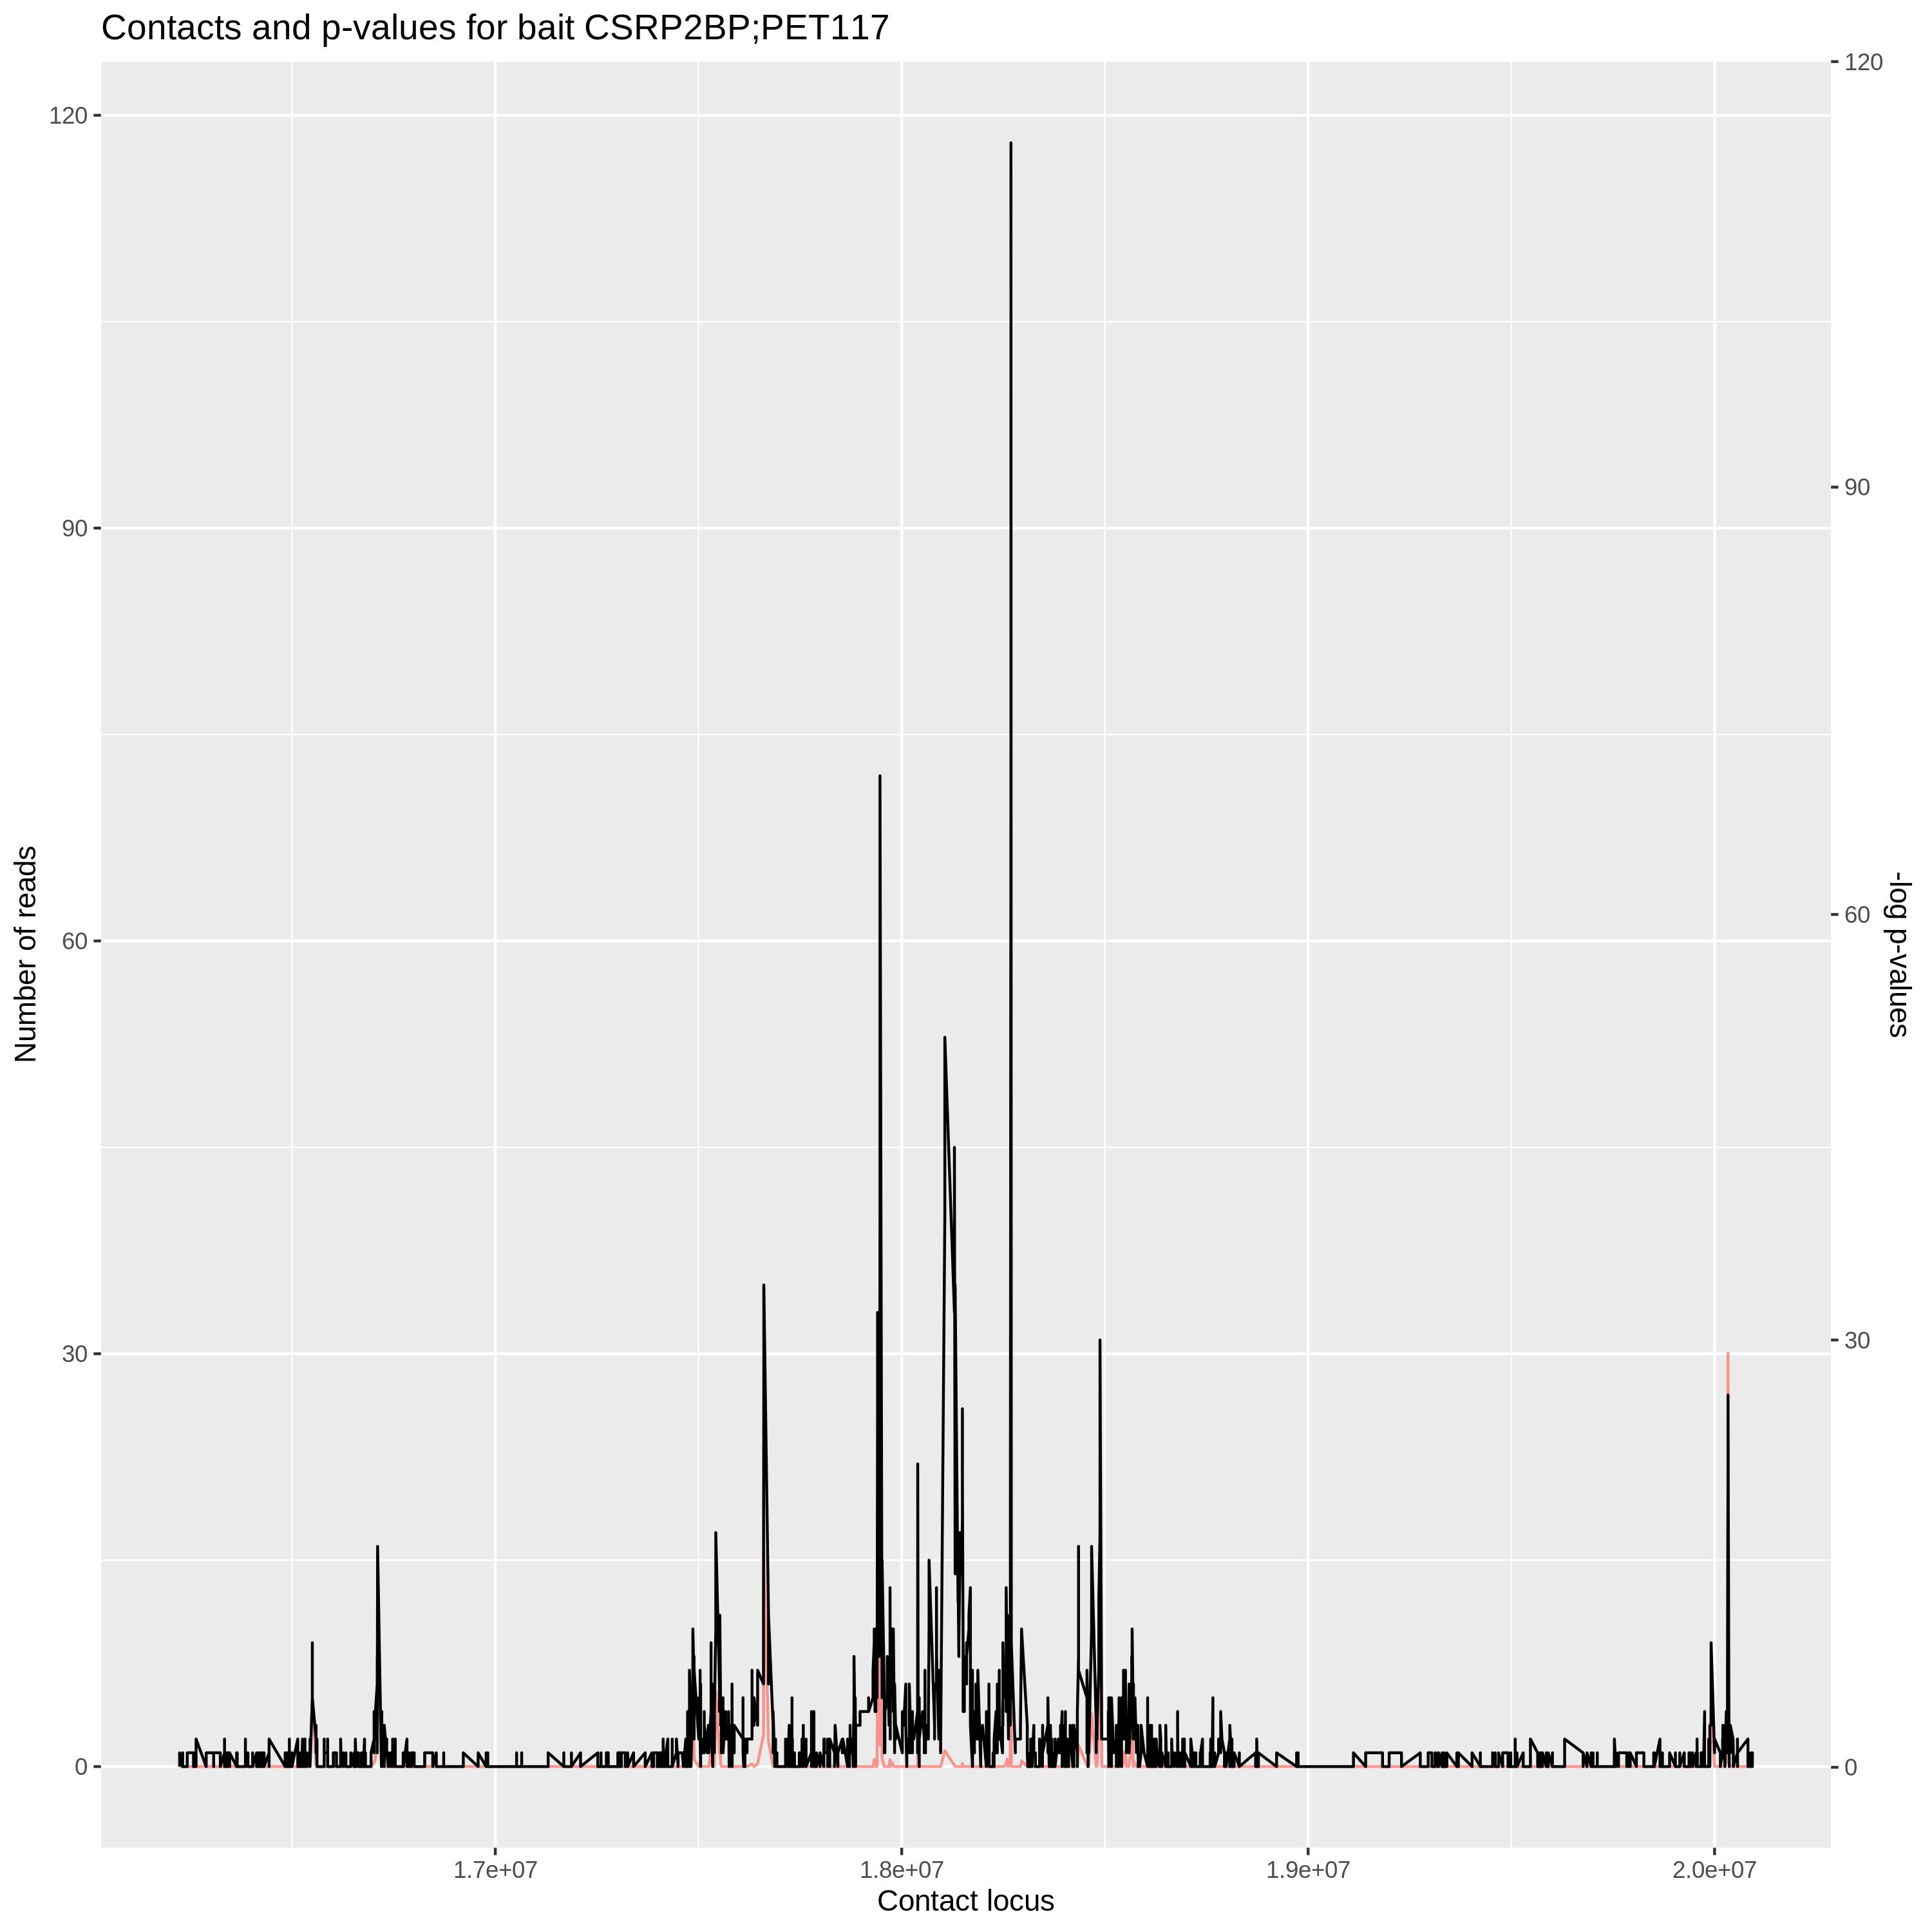 Contacts and p-values for bait CSRP2BP;PET117
120
90
60
30
0
Number of reads
120
90
60
30
0
-log p-values
1.7e+07 1.8e+07 1.9e+07 2.0e+07
Contact locus